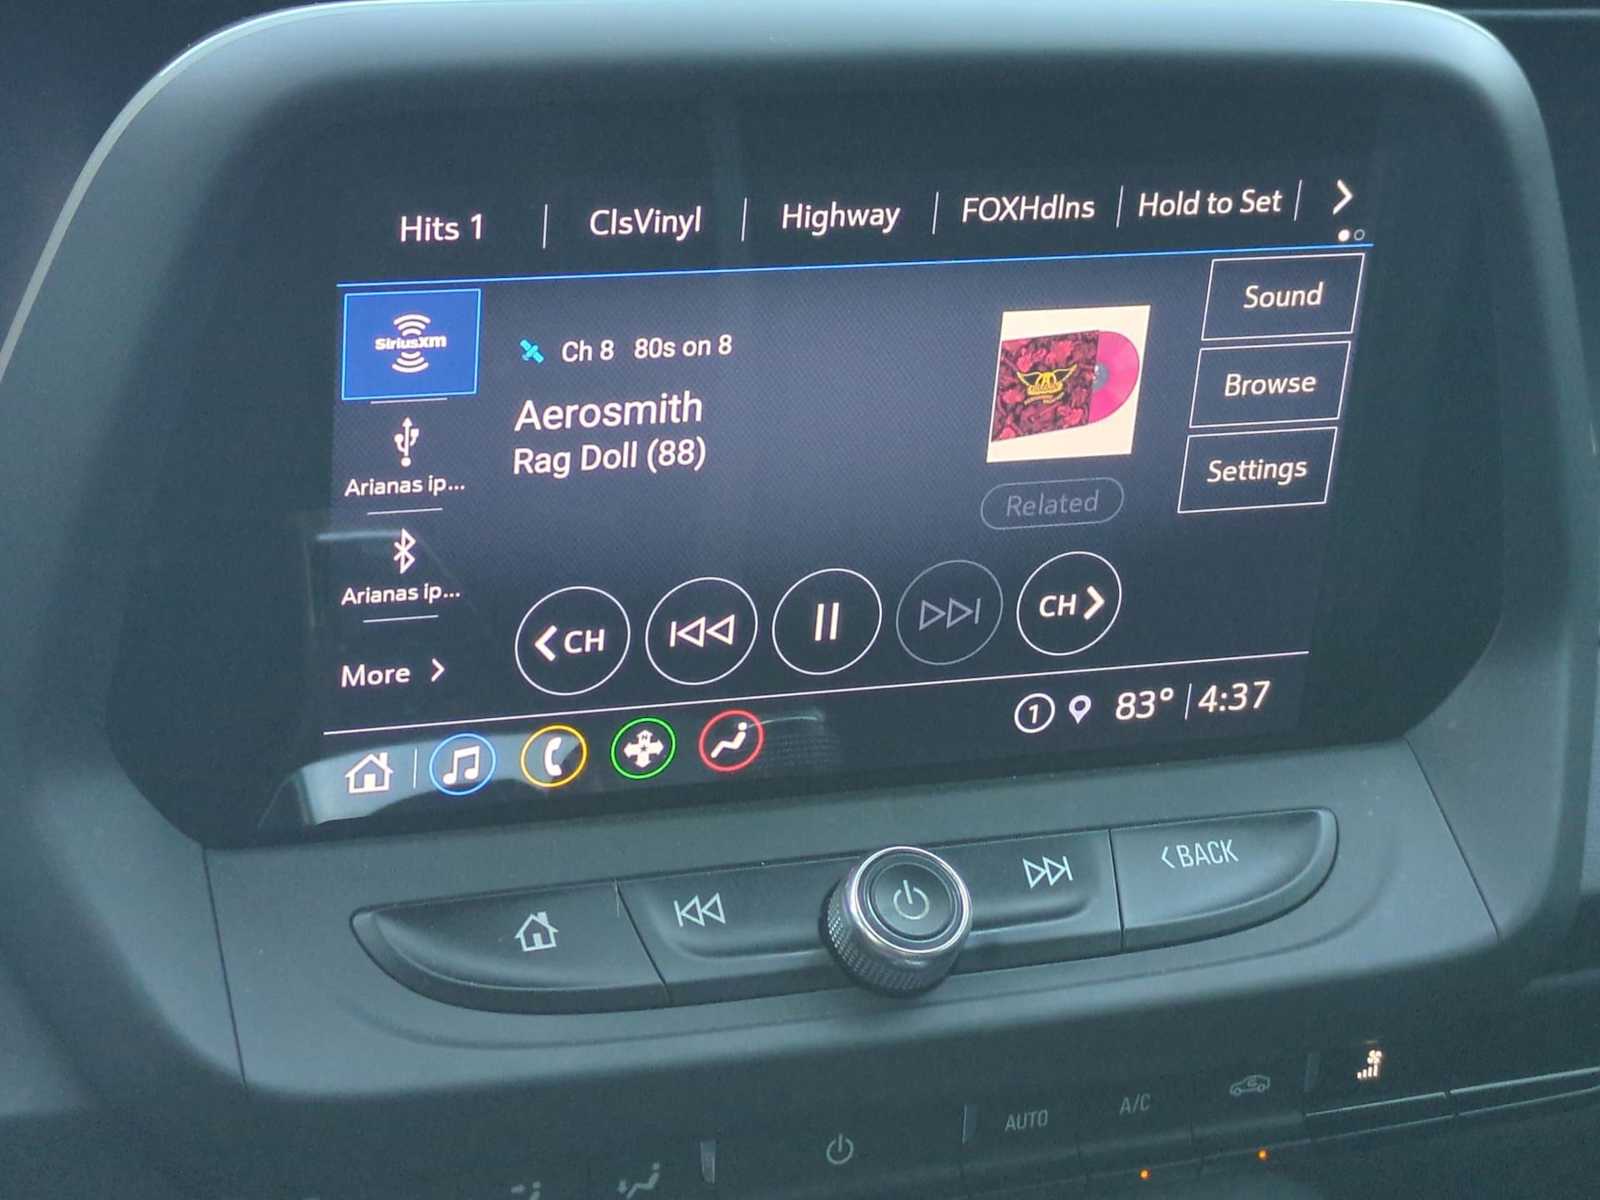 Hits 1
ClsVinyl
Highway
FOXHdlns
Hold to Set
SiriusXM
Ch 8 80s on 8
Aerosmith
Rag Doll (88)
Sound
Browse
Settings
Related
Arianas ip...
Arianas ip...
More
CH
CH
1
83° 4:37
BACK
AUTO
A/C